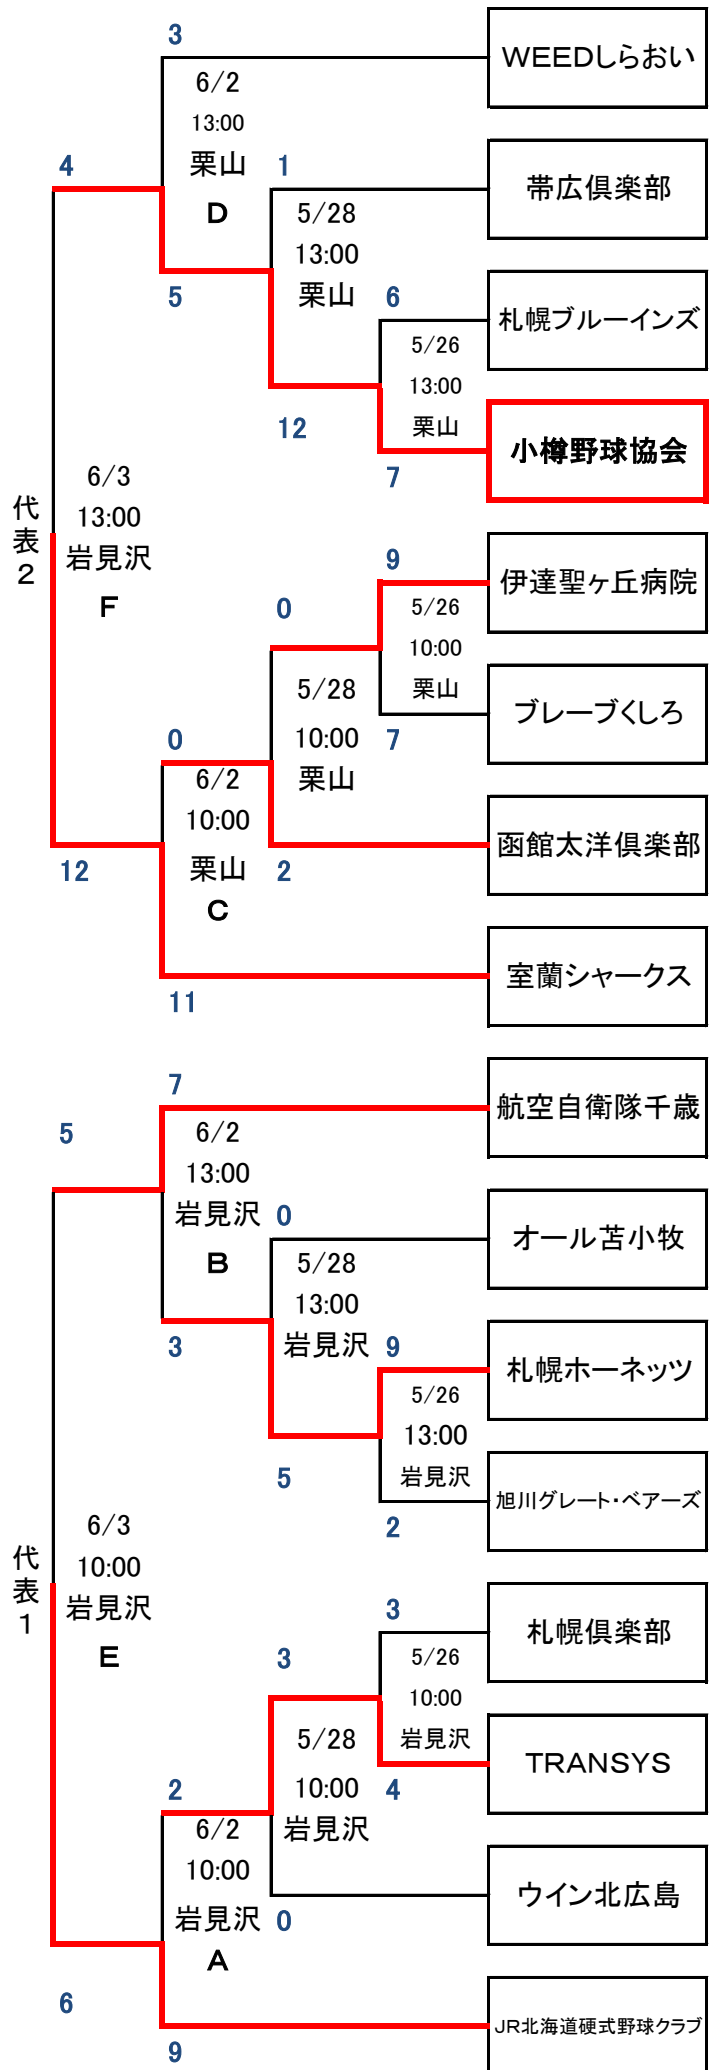 3
WEEDしらおい
6/2
13:00
栗山
D
4
1
帯広倶楽部
5/28
13:00
栗山
5
6
札幌ブルーインズ
5/26
13:00
栗山
12
小樽野球協会
7
6/3
13:00
岩見沢
F
代表2
9
伊達聖ヶ丘病院
0
5/26
10:00
栗山
5/28
10:00
栗山
7
ブレーブくしろ
0
6/2
10:00
栗山
C
12
2
函館太洋倶楽部
11
室蘭シャークス
7
航空自衛隊千歳
5
6/2
13:00
岩見沢
B
0
オール苫小牧
5/28
13:00
岩見沢
3
9
札幌ホーネッツ
5/26
13:00
岩見沢
5
2
旭川グレート・ベアーズ
6/3
10:00
岩見沢
E
代表1
3
札幌倶楽部
3
5/26
10:00
岩見沢
5/28
10:00
岩見沢
4
TRANSYS
2
6/2
10:00
岩見沢
A
0
ウイン北広島
6
9
JR北海道硬式野球クラブ